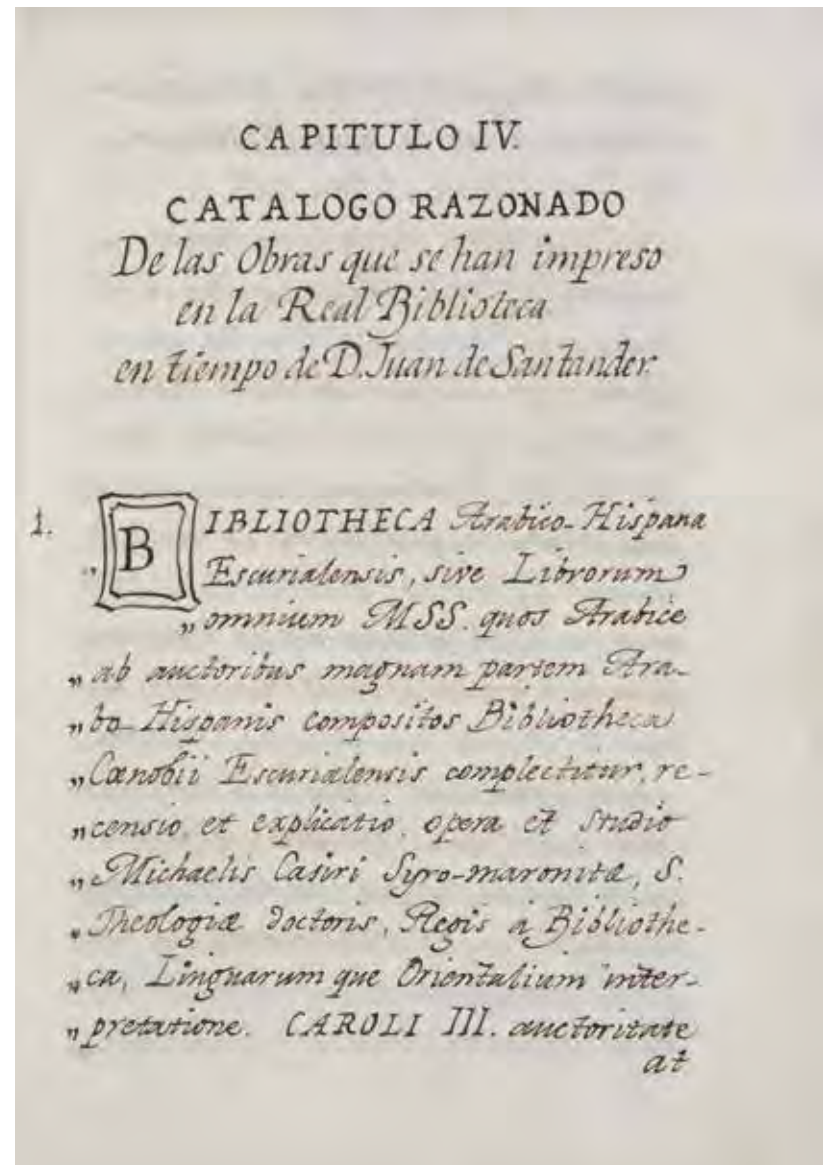 CAPITULO IV.
CATALOGO RAZONADO
De las Obras que se han impreso
en la Real Biblioteca
en tiempo de D. Juan de Santander.
1. BIBLIOTHECA Arabico-Hispana
„ Escurialensis, sive Librorum
„ omnium MSS. quos Arabicè
„ ab auctoribus magnam partem Ara-
„ bo-Hispanis compositos Bibliotheca
„ Cœnobii Escurialensis complectitur, re-
„ censio, et explicatio, opera et studio
„ Michaelis Casiri Syro-maronitæ, S.
„ Theologiæ doctoris, Regis à Bibliothe-
„ ca, Linguarum que Orientalium inter-
„ pretatione. CAROLI III. auctoritate
at